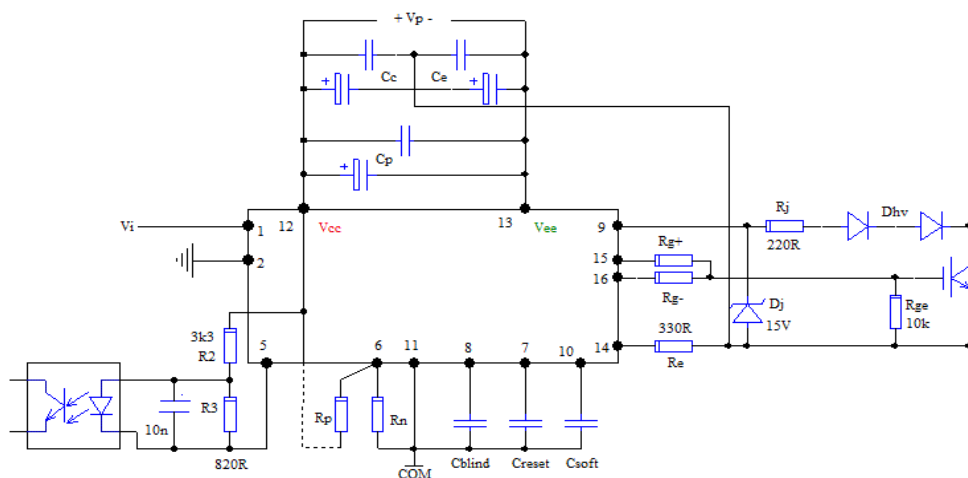 + Vp -
+ Cc Ce +
Cp
+
Vi 1 12 Vcc 13 Vee 9 Rj Dhv
220R
2 15 Rg+
16 Rg-
Dj
15V
Rge
10k
3k3
R2
5 6 11 8 7 10 14 330R
Re
R3 Rp Rn
10n
820R
COM Cblind Creset Csoft